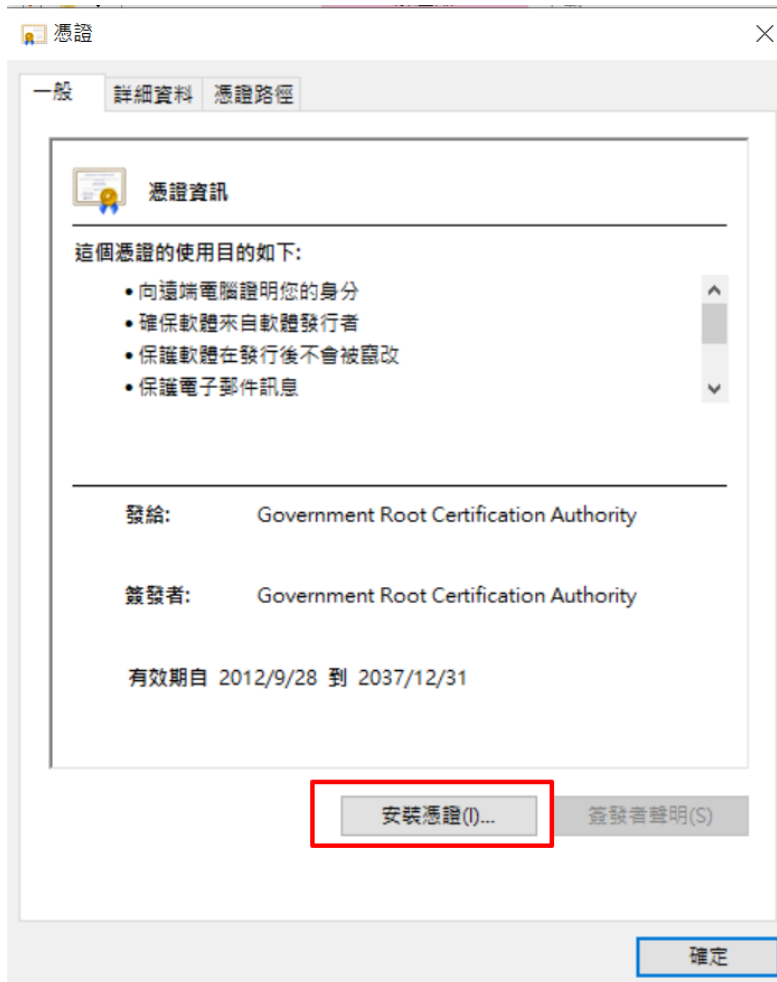 憑證
一般 詳細資料 憑證路徑
憑證資訊
這個憑證的使用目的如下:
• 向遠端電腦證明您的身分
• 確保軟體來自軟體發行者
• 保護軟體在發行後不會被竄改
• 保護電子郵件訊息
發給: Government Root Certification Authority
簽發者: Government Root Certification Authority
有效期自 2012/9/28 到 2037/12/31
安裝憑證(I)... 簽發者聲明(S)
確定